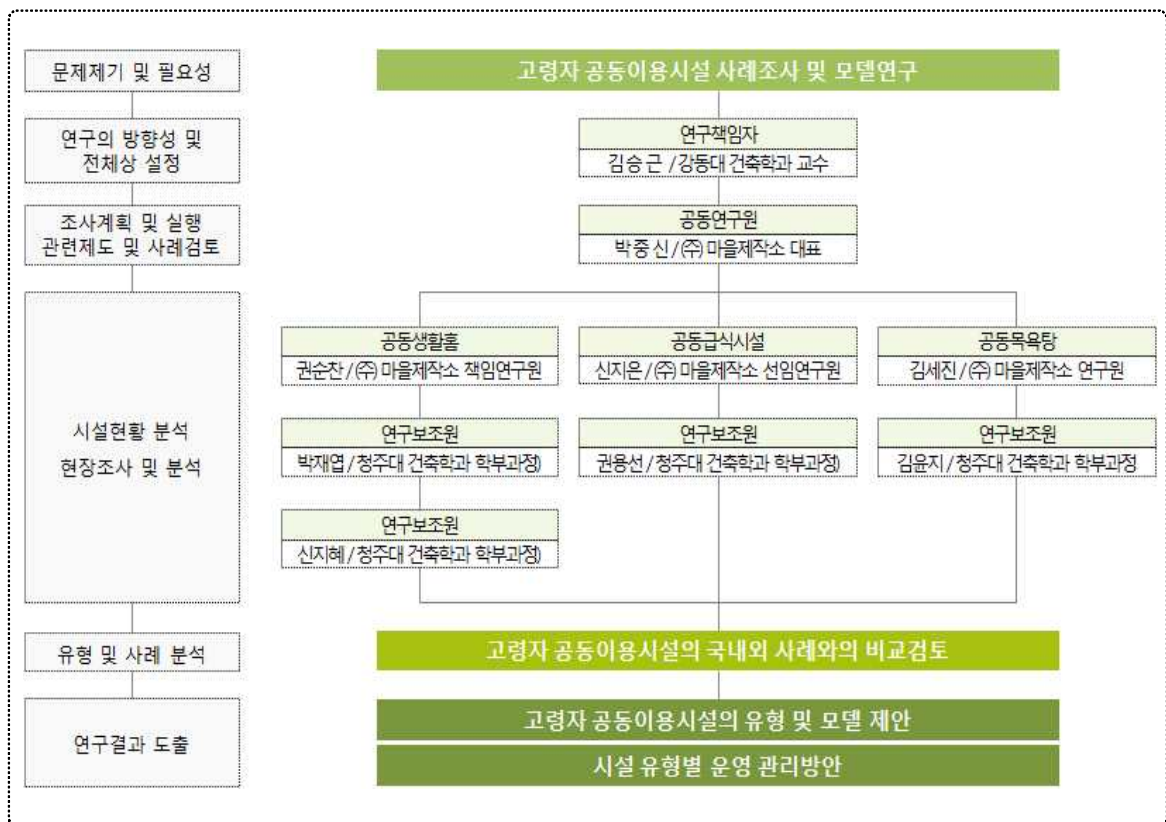 문제제기 및 필요성
고령자 공동이용시설 사례조사 및 모델연구
연구의 방향성 및
전체상 설정
연구책임자
김승근 / 강동대 건축학과 교수
조사계획 및 실행
관련제도 및 사례검토
공동연구원
박중신 / ㈜ 마을제작소 대표
시설현황 분석
현장조사 및 분석
공동생활홈
권순찬 / ㈜ 마을제작소 책임연구원
공동급식시설
신지은 / ㈜ 마을제작소 선임연구원
공동목욕탕
김세진 / ㈜ 마을제작소 연구원
연구보조원
박재엽 / 청주대 건축학과 학부과정)
연구보조원
권용선 / 청주대 건축학과 학부과정)
연구보조원
김윤지 / 청주대 건축학과 학부과정
연구보조원
신지혜 / 청주대 건축학과 학부과정)
유형 및 사례 분석
고령자 공동이용시설의 국내외 사례와의 비교검토
연구결과 도출
고령자 공동이용시설의 유형 및 모델 제안
시설 유형별 운영 관리방안